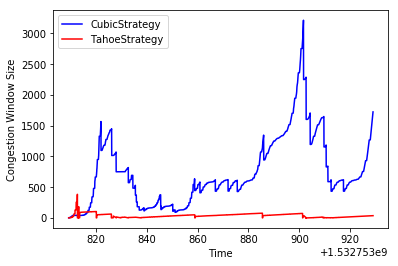 CubicStrategy
TahoeStrategy
Congestion Window Size
3000
2500
2000
1500
1000
500
0
820
840
860
880
900
920
Time
+1.532753e9